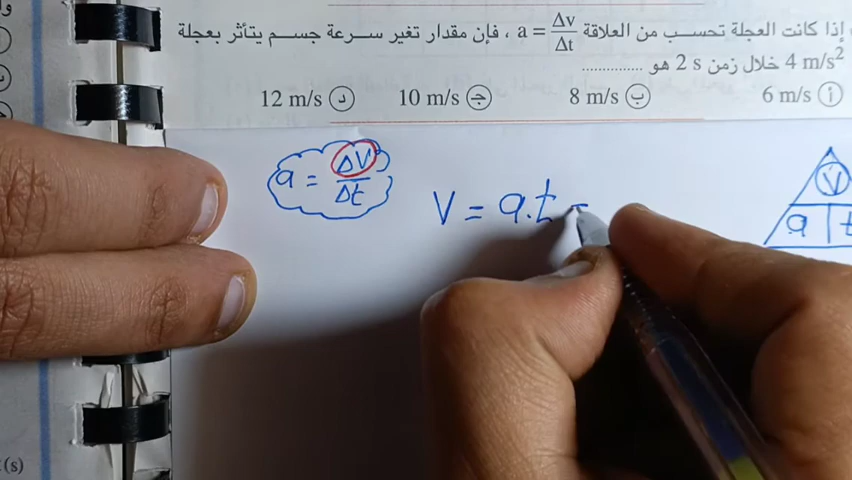 إذا كانت العجلة تحسب من العلاقة a = Δv/Δt ، فإن مقدار تغير سرعة جسم يتأثر بعجلة
4 m/s² خلال زمن 2 s هو ................
أ 6 m/s ب 8 m/s جـ 10 m/s د 12 m/s
a = ΔV/Δt
V = a.t =
V
a t
(s)